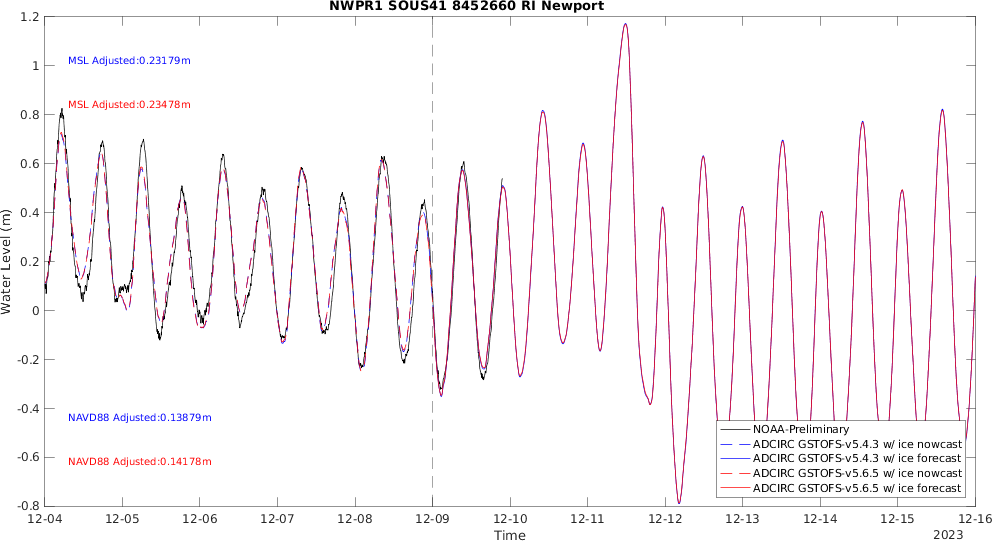 NWPR1 SOUS41 8452660 RI Newport
1.2
1
0.8
0.6
0.4
0.2
0
-0.2
-0.4
-0.6
-0.8
Water Level (m)
MSL Adjusted:0.23179m
MSL Adjusted:0.23478m
NAVD88 Adjusted:0.13879m
NAVD88 Adjusted:0.14178m
NOAA-Preliminary
ADCIRC GSTOFS-v5.4.3 w/ ice nowcast
ADCIRC GSTOFS-v5.4.3 w/ ice forecast
ADCIRC GSTOFS-v5.6.5 w/ ice nowcast
ADCIRC GSTOFS-v5.6.5 w/ ice forecast
12-04 12-05 12-06 12-07 12-08 12-09 12-10 12-11 12-12 12-13 12-14 12-15 12-16
Time
2023